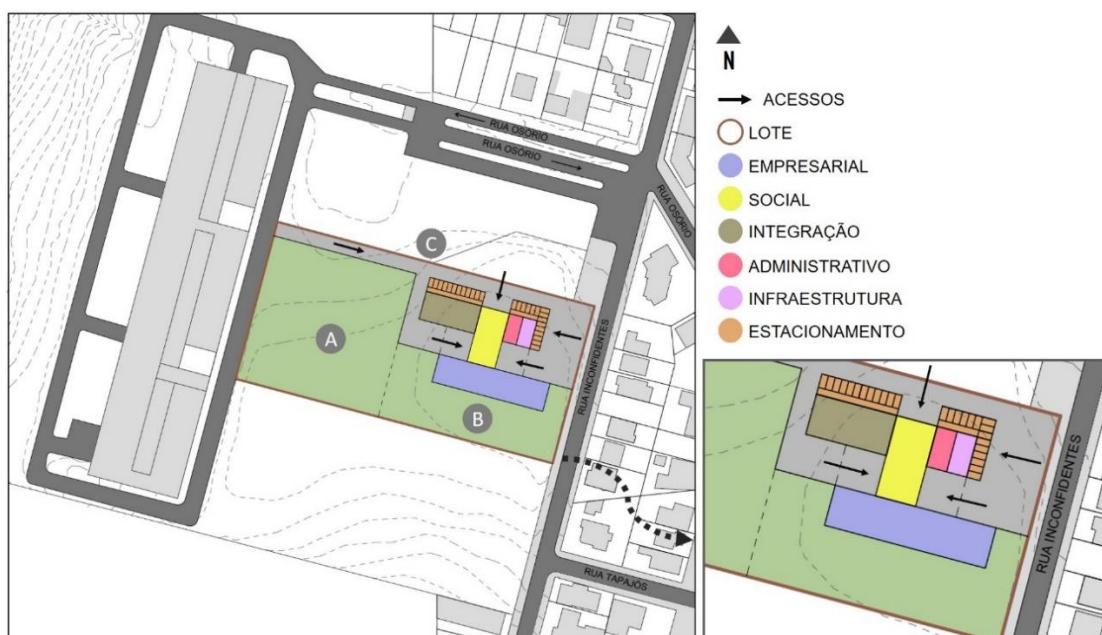 RUA OSÓRIO
RUA OSÓRIO
RUA OSÓRIO
C
A
B
RUA INCONFIDENTES
RUA TAPAJÓS
N
ACESSOS
LOTE
EMPRESARIAL
SOCIAL
INTEGRAÇÃO
ADMINISTRATIVO
INFRAESTRUTURA
ESTACIONAMENTO
RUA INCONFIDENTES